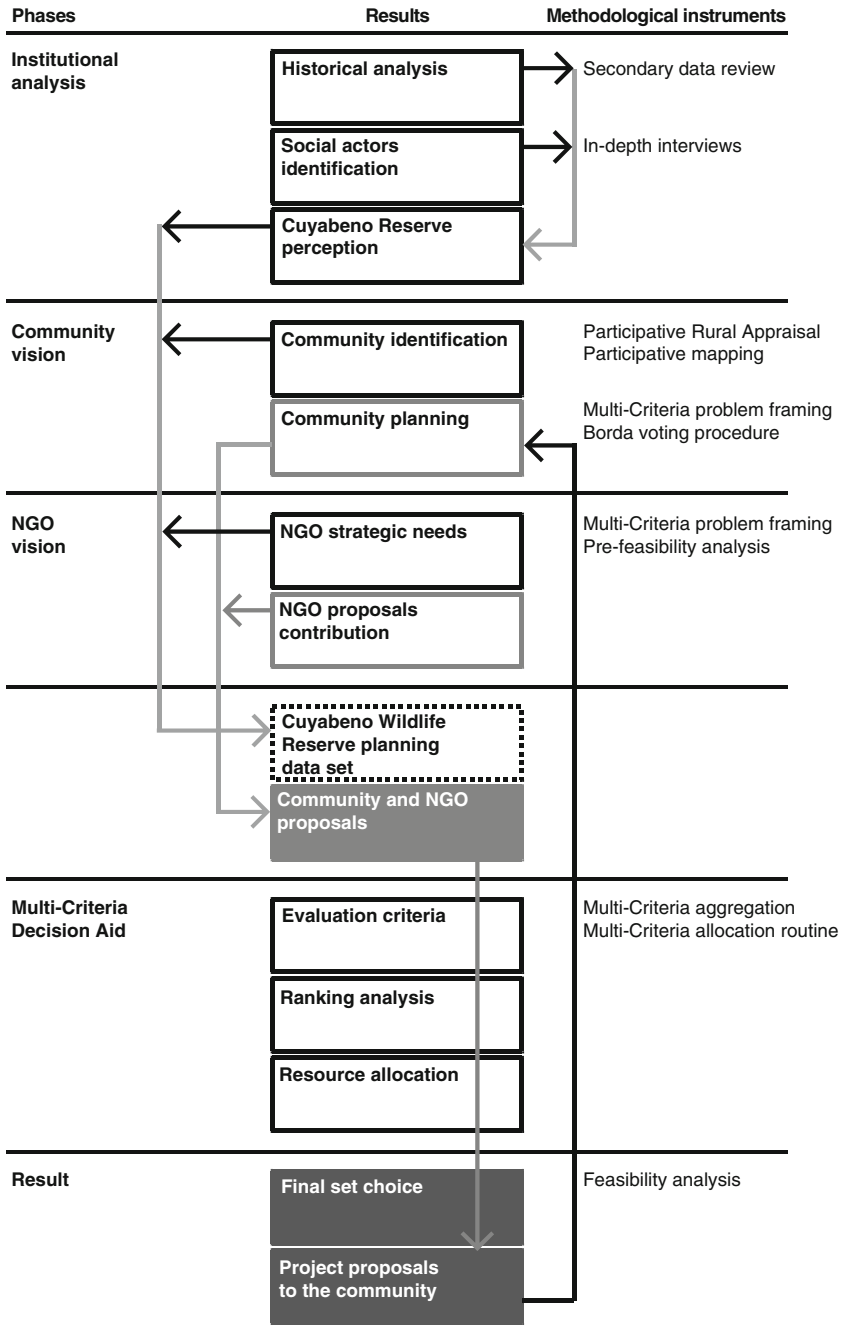 Phases Results Methodological instruments
Institutional
analysis
Historical analysis
Secondary data review
Social actors
identification
In-depth interviews
Cuyabeno Reserve
perception
Community
vision
Community identification
Participative Rural Appraisal
Participative mapping
Community planning
Multi-Criteria problem framing
Borda voting procedure
NGO
vision
NGO strategic needs
Multi-Criteria problem framing
Pre-feasibility analysis
NGO proposals
contribution
Cuyabeno Wildlife
Reserve planning
data set
Community and NGO
proposals
Multi-Criteria
Decision Aid
Evaluation criteria
Multi-Criteria aggregation
Multi-Criteria allocation routine
Ranking analysis
Resource allocation
Result
Final set choice
Feasibility analysis
Project proposals
to the community